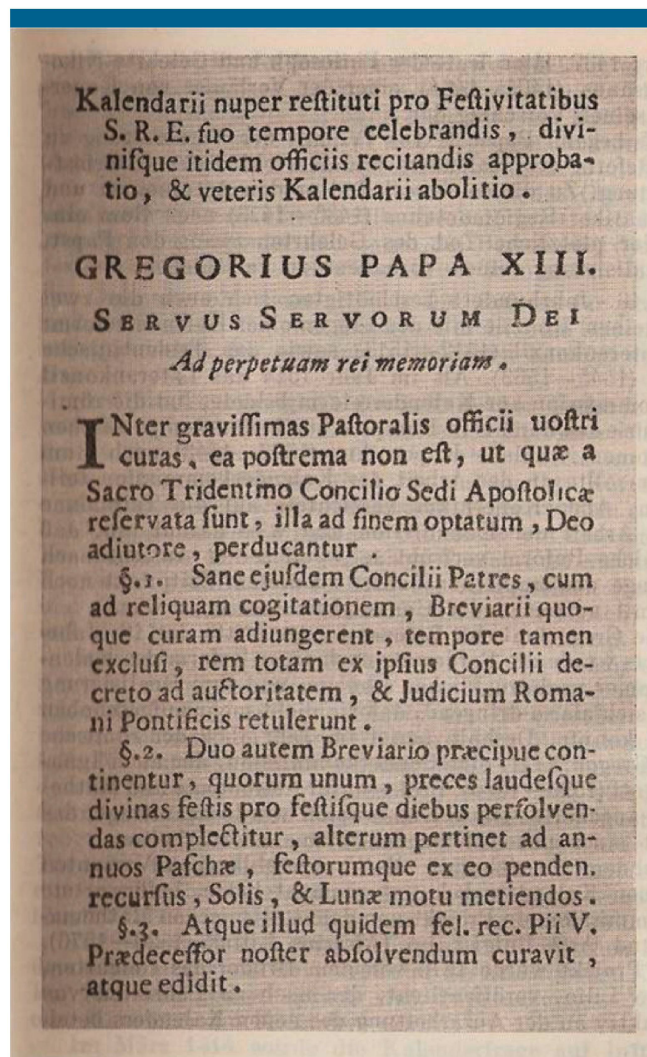 Kalendarii nuper reſtituti pro Feſtivitatibus
S. R. E. ſuo tempore celebrandis, divi-
niſque itidem officiis recitandis approba-
tio, & veteris Kalendarii abolitio.
GREGORIUS PAPA XIII.
SERVUS SERVORUM DEI
Ad perpetuam rei memoriam.
INter graviſſimas Paſtoralis officii uoſtri
curas, ea poſtrema non eſt, ut quæ a
Sacro Tridentino Concilio Sedi Apoſtolicæ
reſervata ſunt, illa ad finem optatum, Deo
adiutore, perducantur.
§.1. Sane ejuſdem Concilii Patres, cum
ad reliquam cogitationem, Breviarii quo-
que curam adiungerent, tempore tamen
excluſi, rem totam ex ipſius Concilii de-
creto ad auctoritatem, & Judicium Roma-
ni Pontificis retulerunt.
§.2. Duo autem Breviario præcipue con-
tinentur, quorum unum, preces laudeſque
divinas feſtis pro feſtiſque diebus perſolven-
das complectitur, alterum pertinet ad an-
nuos Paſchæ, feſtorumque ex eo penden.
recurſus, Solis, & Lunæ motu metiendos.
§.3. Atque illud quidem fel. rec. Pii V.
Prædeceſſor noſter abſolvendum curavit,
atque edidit.